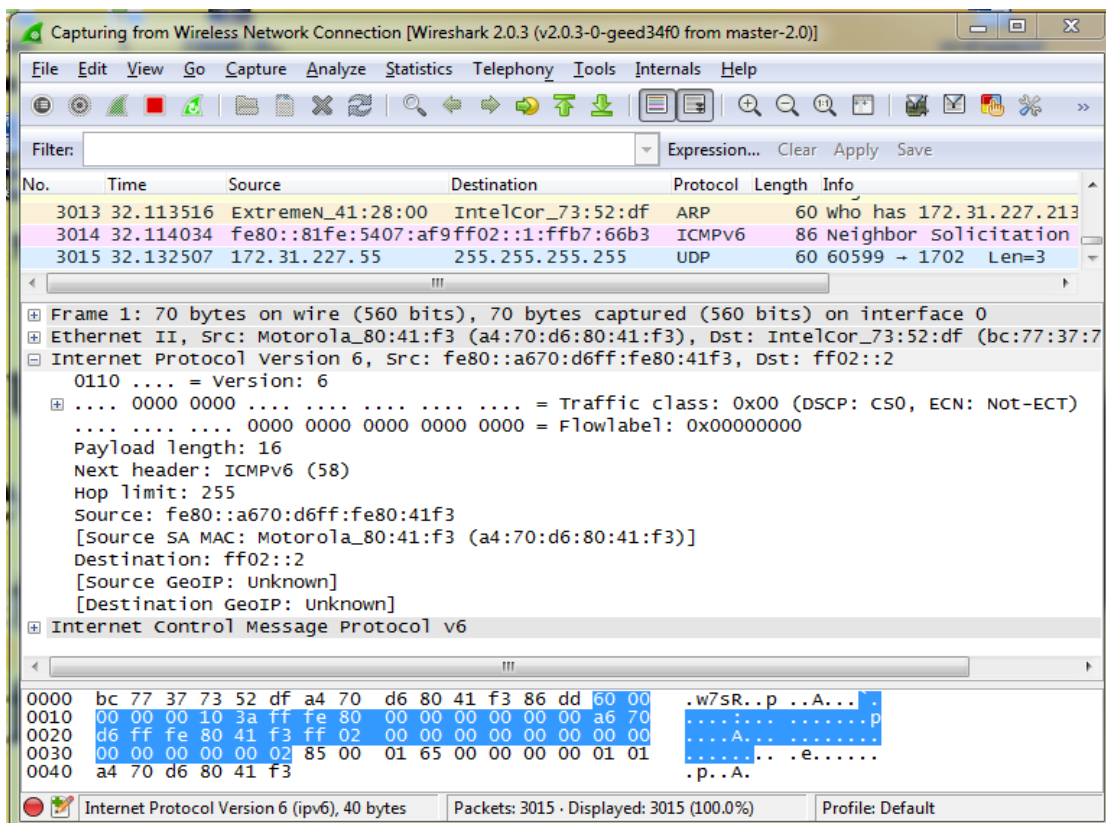 Capturing from Wireless Network Connection [Wireshark 2.0.3 (v2.0.3-0-geed34f0 from master-2.0)]
File Edit View Go Capture Analyze Statistics Telephony Tools Internals Help
Filter: Expression... Clear Apply Save
No. Time Source Destination Protocol Length Info
3013 32.113516 ExtremeN_41:28:00 IntelCor_73:52:df ARP 60 Who has 172.31.227.213
3014 32.114034 fe80::81fe:5407:af9 ff02::1:ffb7:66b3 ICMPv6 86 Neighbor Solicitation
3015 32.132507 172.31.227.55 255.255.255.255 UDP 60 60599 → 1702 Len=3
Frame 1: 70 bytes on wire (560 bits), 70 bytes captured (560 bits) on interface 0
Ethernet II, Src: Motorola_80:41:f3 (a4:70:d6:80:41:f3), Dst: IntelCor_73:52:df (bc:77:37:7
Internet Protocol Version 6, Src: fe80::a670:d6ff:fe80:41f3, Dst: ff02::2
0110 .... = Version: 6
.... 0000 0000 .... .... .... .... .... = Traffic class: 0x00 (DSCP: CS0, ECN: Not-ECT)
.... .... .... 0000 0000 0000 0000 0000 = Flowlabel: 0x00000000
Payload length: 16
Next header: ICMPv6 (58)
Hop limit: 255
Source: fe80::a670:d6ff:fe80:41f3
[Source SA MAC: Motorola_80:41:f3 (a4:70:d6:80:41:f3)]
Destination: ff02::2
[Source GeoIP: Unknown]
[Destination GeoIP: Unknown]
Internet Control Message Protocol v6
0000 bc 77 37 73 52 df a4 70 d6 80 41 f3 86 dd 60 00 .w7sR..p ..A...`.
0010 00 00 00 10 3a ff fe 80 00 00 00 00 00 00 a6 70 ....:... .......p
0020 d6 ff fe 80 41 f3 ff 02 00 00 00 00 00 00 00 00 ....A... ........
0030 00 00 00 00 00 02 85 00 01 65 00 00 00 00 01 01 ........ .e......
0040 a4 70 d6 80 41 f3 .p..A.
Internet Protocol Version 6 (ipv6), 40 bytes Packets: 3015 · Displayed: 3015 (100.0%) Profile: Default